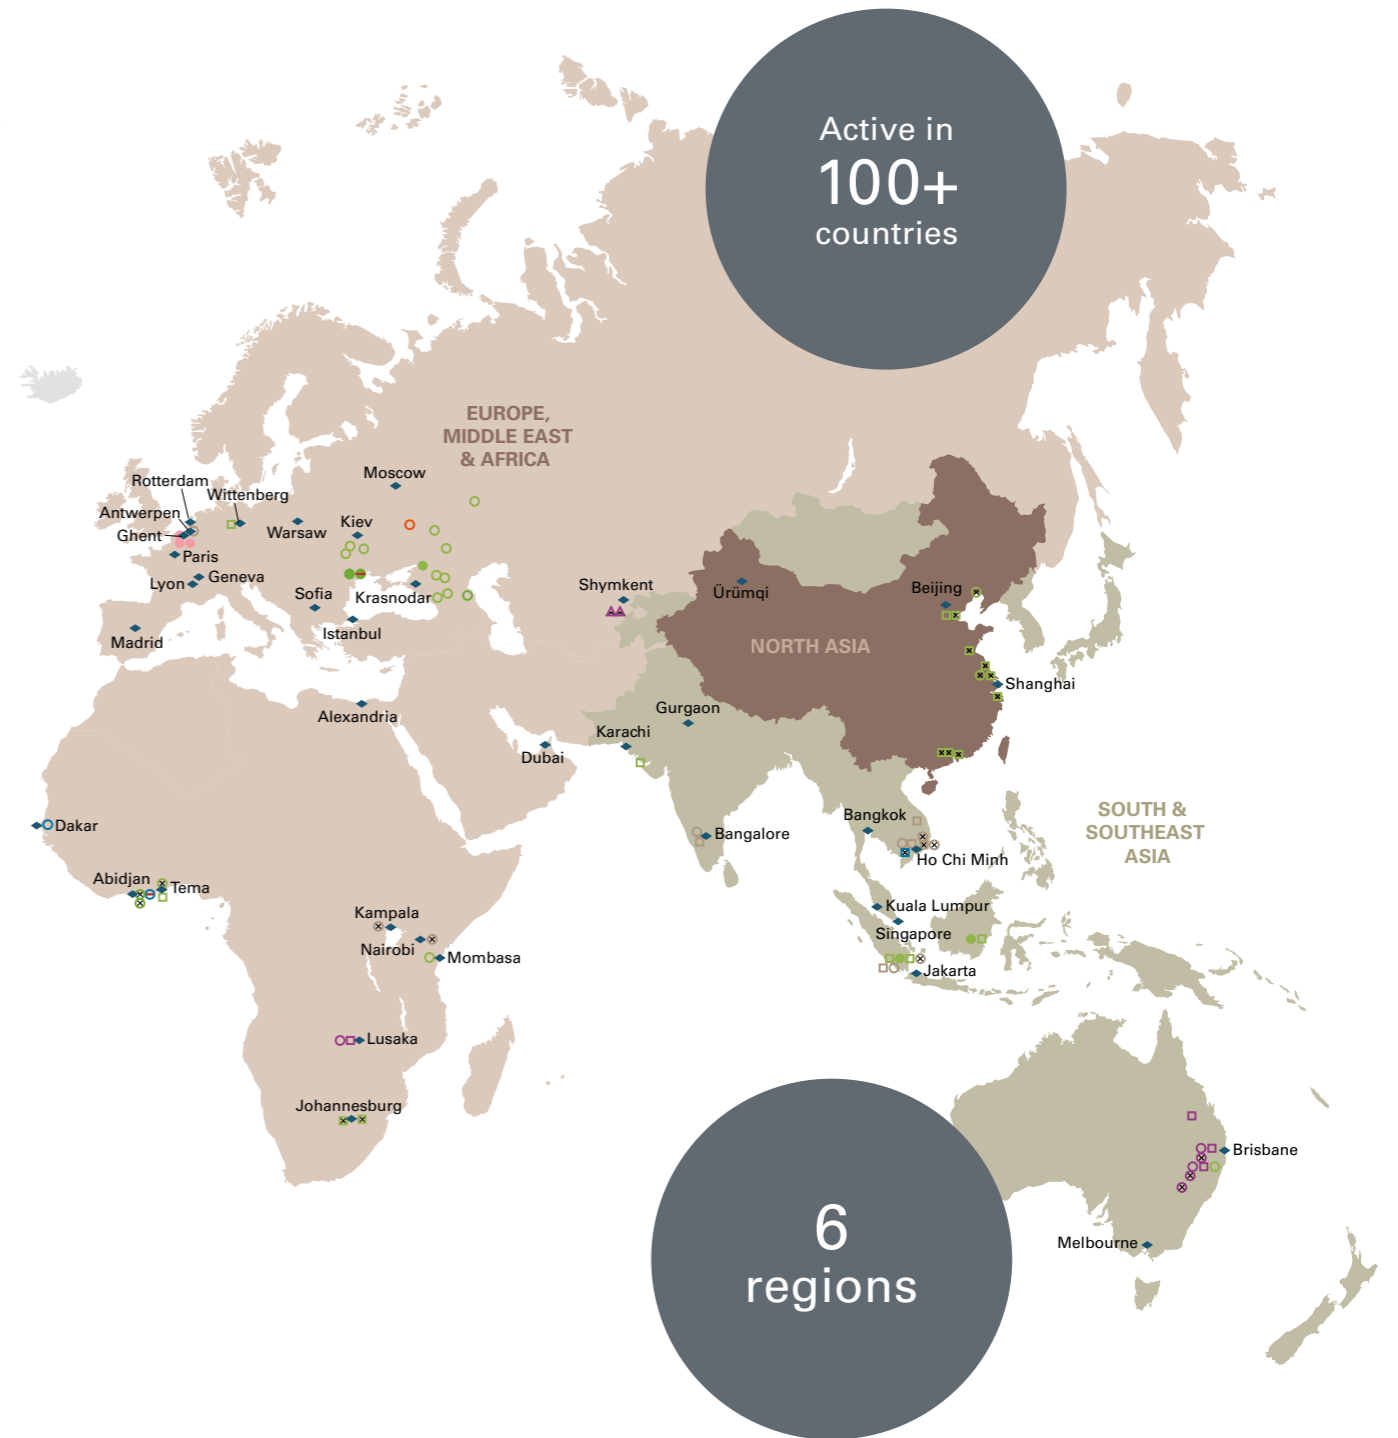 Active in
100+
countries
EUROPE,
MIDDLE EAST
& AFRICA
Moscow
Rotterdam
Wittenberg
Antwerpen
Kiev
Warsaw
Ghent
Paris
Geneva
Lyon
Sofia
Krasnodar
Istanbul
Madrid
Shymkent
Ürümqi
Beijing
NORTH ASIA
Shanghai
Alexandria
Gurgaon
Karachi
Dubai
SOUTH &
SOUTHEAST
ASIA
Dakar
Bangkok
Bangalore
Ho Chi Minh
Abidjan
Tema
Kampala
Nairobi
Mombasa
Kuala Lumpur
Singapore
Jakarta
Lusaka
Johannesburg
Brisbane
Melbourne
6
regions